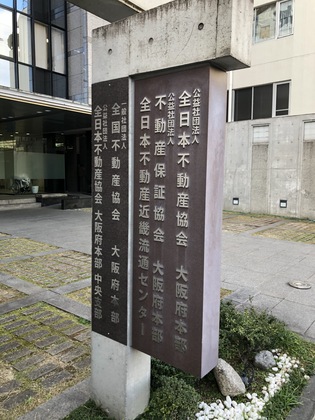 公益社団法人
全日本不動産協会 大阪府本部
公益社団法人
不動産保証協会 大阪府本部
全日本不動産近畿流通センター
一般社団法人
全国不動産協会 大阪府本部
公益社団法人
全日本不動産協会 大阪府本部 中央支部